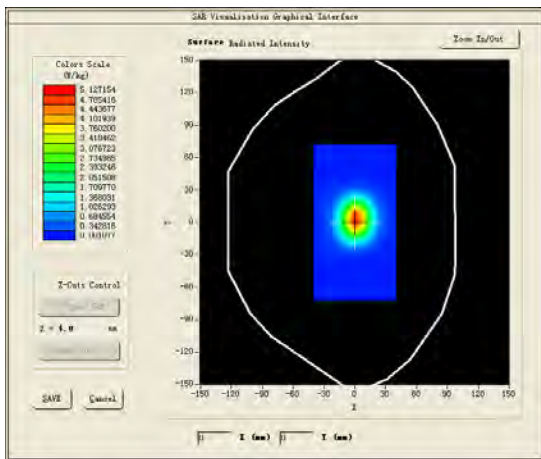 SAR Visualisation Graphical Interface
Surface Radiated Intensity
Zoom In/Out
Colors Scale
(W/kg)
5.127154
4.785416
4.443677
4.101939
3.760200
3.418462
3.076723
2.734985
2.393246
2.051508
1.709770
1.368031
1.026293
0.684554
0.342816
0.001077
150
120
90
60
30
0
-30
-60
-90
-120
-150
Y
-150 -120 -90 -60 -30 0 30 60 90 120 150
X
Z-Cuts Control
Z = 4.0 mm
SAVE Cancel
0 X (mm) 0 Y (mm)